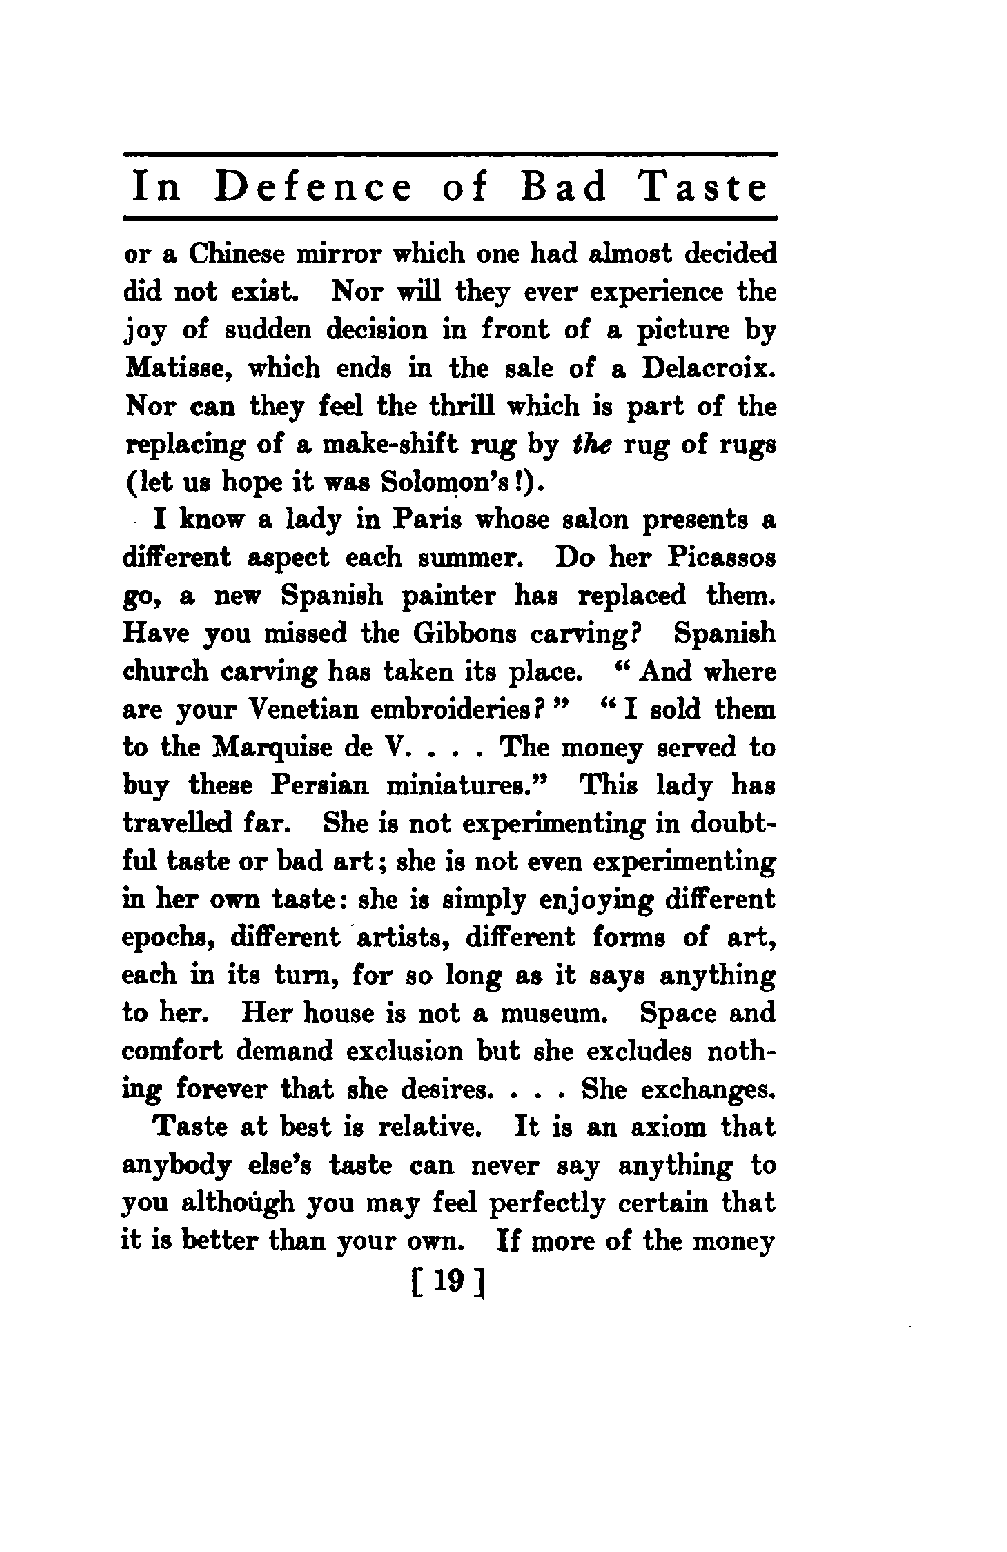 In Defence of Bad Taste
or a Chinese mirror which one had almost decided
did not exist. Nor will they ever experience the
joy of sudden decision in front of a picture by
Matisse, which ends in the sale of a Delacroix.
Nor can they feel the thrill which is part of the
replacing of a make-shift rug by the rug of rugs
(let us hope it was Solomon's!).
I know a lady in Paris whose salon presents a
different aspect each summer. Do her Picassos
go, a new Spanish painter has replaced them.
Have you missed the Gibbons carving? Spanish
church carving has taken its place. “ And where
are your Venetian embroideries? ” “ I sold them
to the Marquise de V. . . . The money served to
buy these Persian miniatures.” This lady has
travelled far. She is not experimenting in doubt-
ful taste or bad art; she is not even experimenting
in her own taste: she is simply enjoying different
epochs, different artists, different forms of art,
each in its turn, for so long as it says anything
to her. Her house is not a museum. Space and
comfort demand exclusion but she excludes noth-
ing forever that she desires. . . . She exchanges.
Taste at best is relative. It is an axiom that
anybody else's taste can never say anything to
you although you may feel perfectly certain that
it is better than your own. If more of the money
[ 19 ]